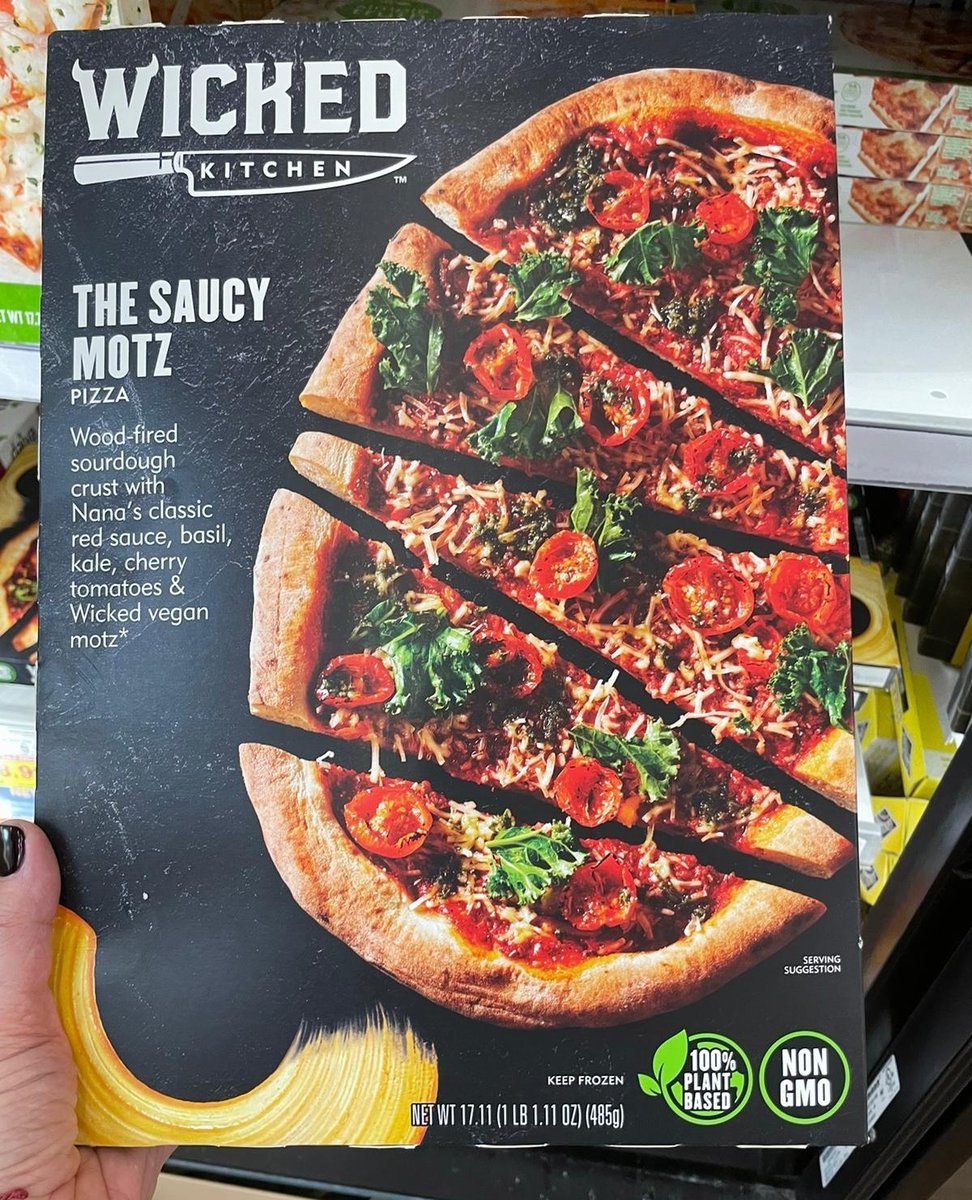 WICKED
KITCHEN
TM
THE SAUCY
MOTZ
PIZZA
Wood-fired
sourdough
crust with
Nana's classic
red sauce, basil,
kale, cherry
tomatoes &
Wicked vegan
motz*
SERVING
SUGGESTION
KEEP FROZEN
100%
PLANT
BASED
NON
GMO
NET WT 17.11 (1 LB 1.11 OZ) (485g)